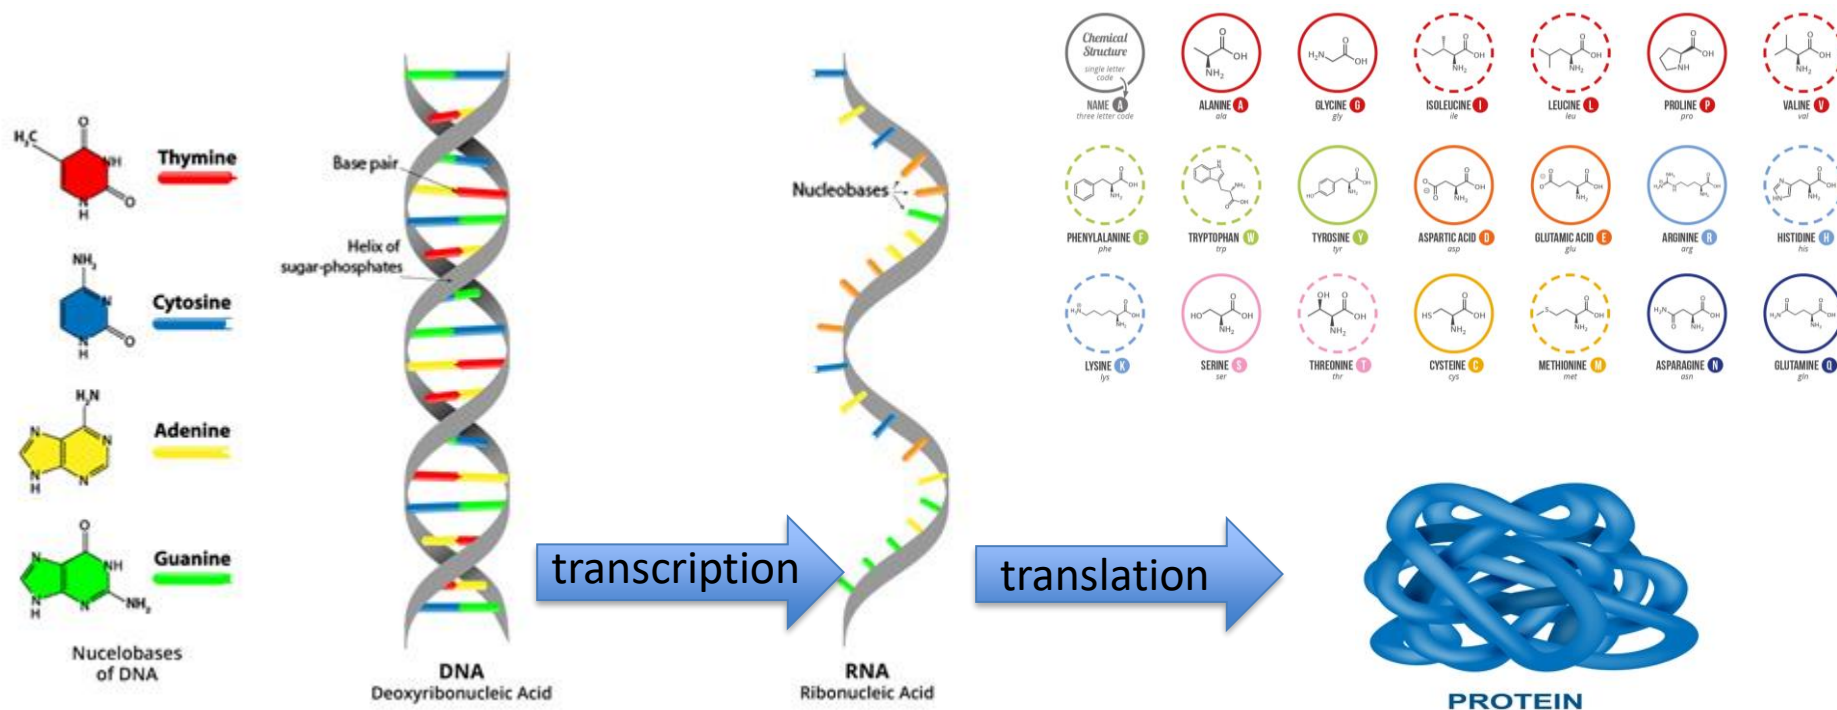 H₃C
O
NH
N
H
O
Thymine
NH₂
N
NH
H
O
Cytosine
H₂N
N
N
N
N
H
Adenine
O
N
NH
N
H
N
NH₂
Guanine
Nucelobases
of DNA
Base pair
Helix of
sugar-phosphates
DNA
Deoxyribonucleic Acid
transcription
Nucleobases
RNA
Ribonucleic Acid
translation
Chemical
Structure
single letter
code
NAME A
three letter code
ALANINE A
ala
GLYCINE G
gly
ISOLEUCINE I
ile
LEUCINE L
leu
PROLINE P
pro
VALINE V
val
PHENYLALANINE F
phe
TRYPTOPHAN W
trp
TYROSINE Y
tyr
ASPARTIC ACID D
asp
GLUTAMIC ACID E
glu
ARGININE R
arg
HISTIDINE H
his
LYSINE K
lys
SERINE S
ser
THREONINE T
thr
CYSTEINE C
cys
METHIONINE M
met
ASPARAGINE N
asn
GLUTAMINE Q
gln
PROTEIN